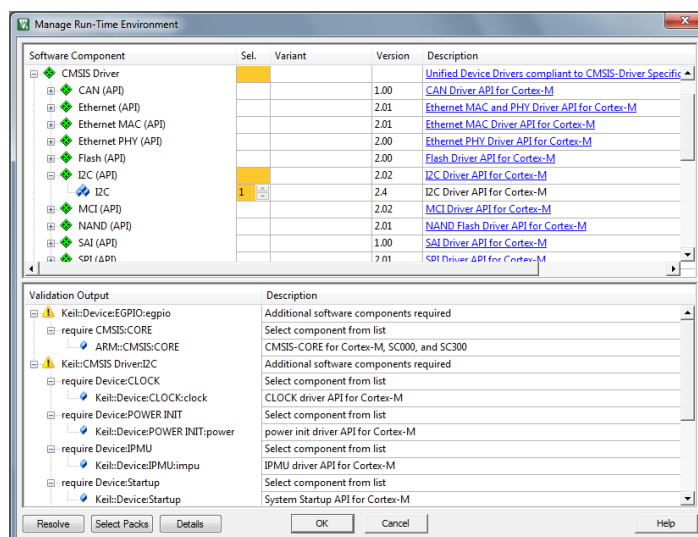 Manage Run-Time Environment
Software Component Sel. Variant Version Description
CMSIS Driver Unified Device Drivers compliant to CMSIS-Driver Specific
CAN (API) 1.00 CAN Driver API for Cortex-M
Ethernet (API) 2.01 Ethernet MAC and PHY Driver API for Cortex-M
Ethernet MAC (API) 2.01 Ethernet MAC Driver API for Cortex-M
Ethernet PHY (API) 2.00 Ethernet PHY Driver API for Cortex-M
Flash (API) 2.00 Flash Driver API for Cortex-M
I2C (API) 2.02 I2C Driver API for Cortex-M
I2C 1 2.4 I2C Driver API for Cortex-M
MCI (API) 2.02 MCI Driver API for Cortex-M
NAND (API) 2.01 NAND Flash Driver API for Cortex-M
SAI (API) 1.00 SAI Driver API for Cortex-M
SPI (API) 2.01 SPI Driver API for Cortex-M
Validation Output Description
Keil::Device:EGPIO:egpio Additional software components required
require CMSIS:CORE Select component from list
ARM::CMSIS:CORE CMSIS-CORE for Cortex-M, SC000, and SC300
Keil::CMSIS Driver:I2C Additional software components required
require Device:CLOCK Select component from list
Keil::Device:CLOCK:clock CLOCK driver API for Cortex-M
require Device:POWER INIT Select component from list
Keil::Device:POWER INIT:power power init driver API for Cortex-M
require Device:IPMU Select component from list
Keil::Device:IPMU:impu IPMU driver API for Cortex-M
require Device:Startup Select component from list
Keil::Device:Startup System Startup API for Cortex-M
Resolve Select Packs Details OK Cancel Help